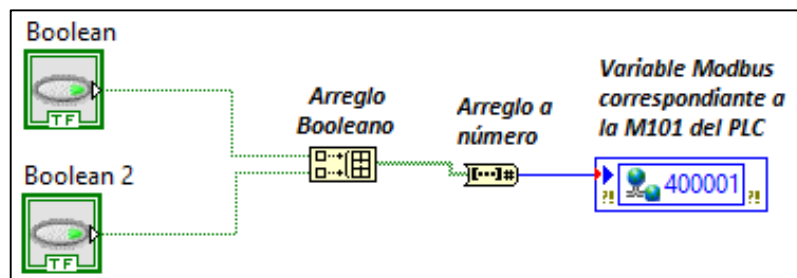 Boolean
TF
Boolean 2
TF
Arreglo
Booleano
Arreglo a
número
[...]#
Variable Modbus
correspondiante a
la M101 del PLC
400001
?!
?!